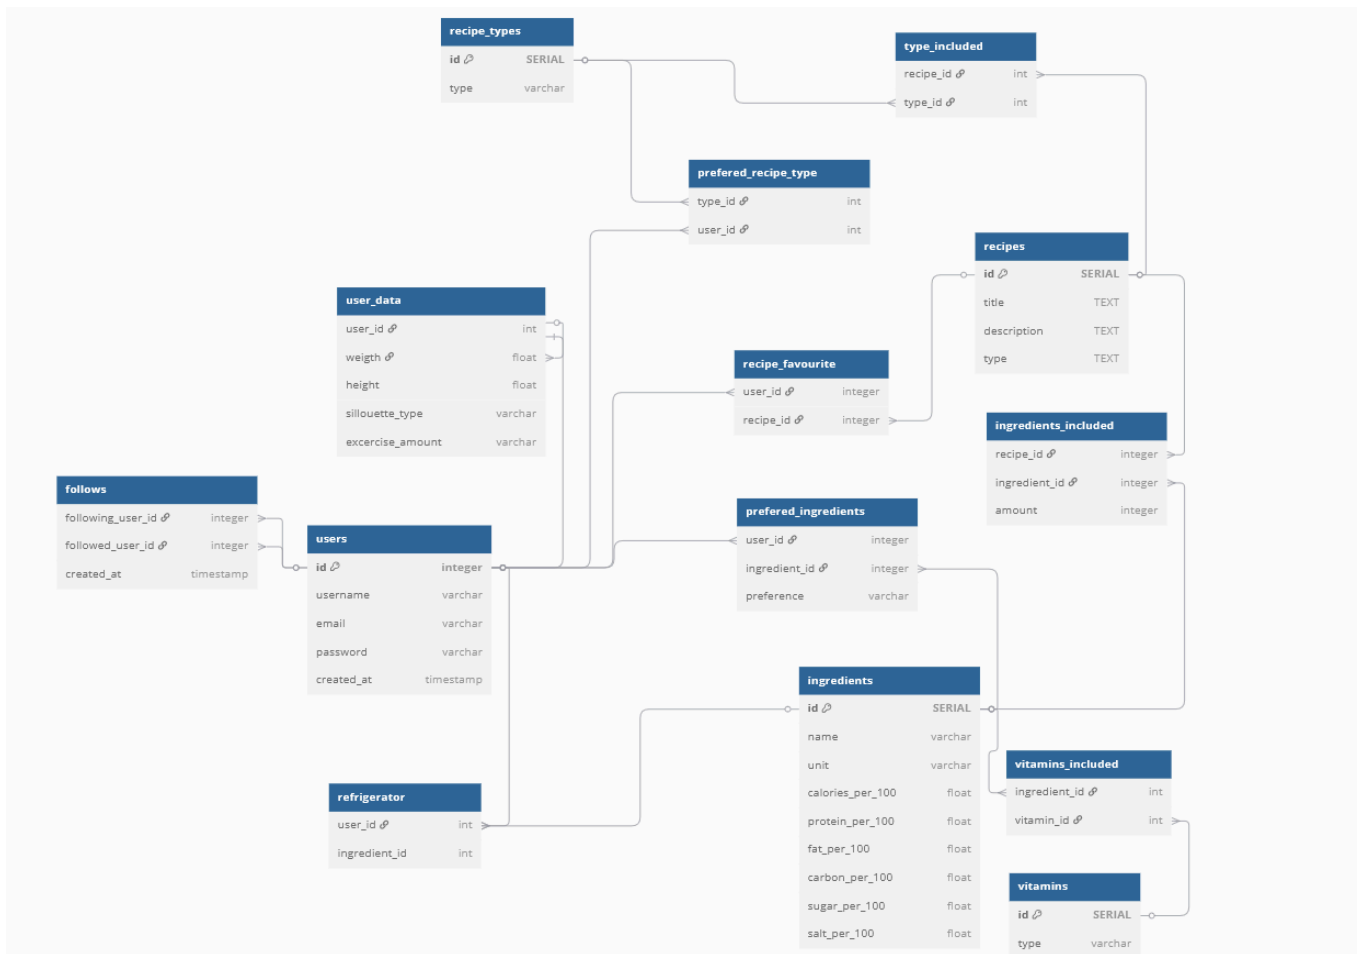 recipe_types
id SERIAL
type varchar
type_included
recipe_id int
type_id int
prefered_recipe_type
type_id int
user_id int
recipes
id SERIAL
title TEXT
description TEXT
type TEXT
user_data
user_id int
weigth float
height float
sillouette_type varchar
excercise_amount varchar
recipe_favourite
user_id integer
recipe_id integer
ingredients_included
recipe_id integer
ingredient_id integer
amount integer
follows
following_user_id integer
followed_user_id integer
created_at timestamp
users
id integer
username varchar
email varchar
password varchar
created_at timestamp
prefered_ingredients
user_id integer
ingredient_id integer
preference varchar
ingredients
id SERIAL
name varchar
unit varchar
calories_per_100 float
protein_per_100 float
fat_per_100 float
carbon_per_100 float
sugar_per_100 float
salt_per_100 float
refrigerator
user_id int
ingredient_id int
vitamins_included
ingredient_id int
vitamin_id int
vitamins
id SERIAL
type varchar